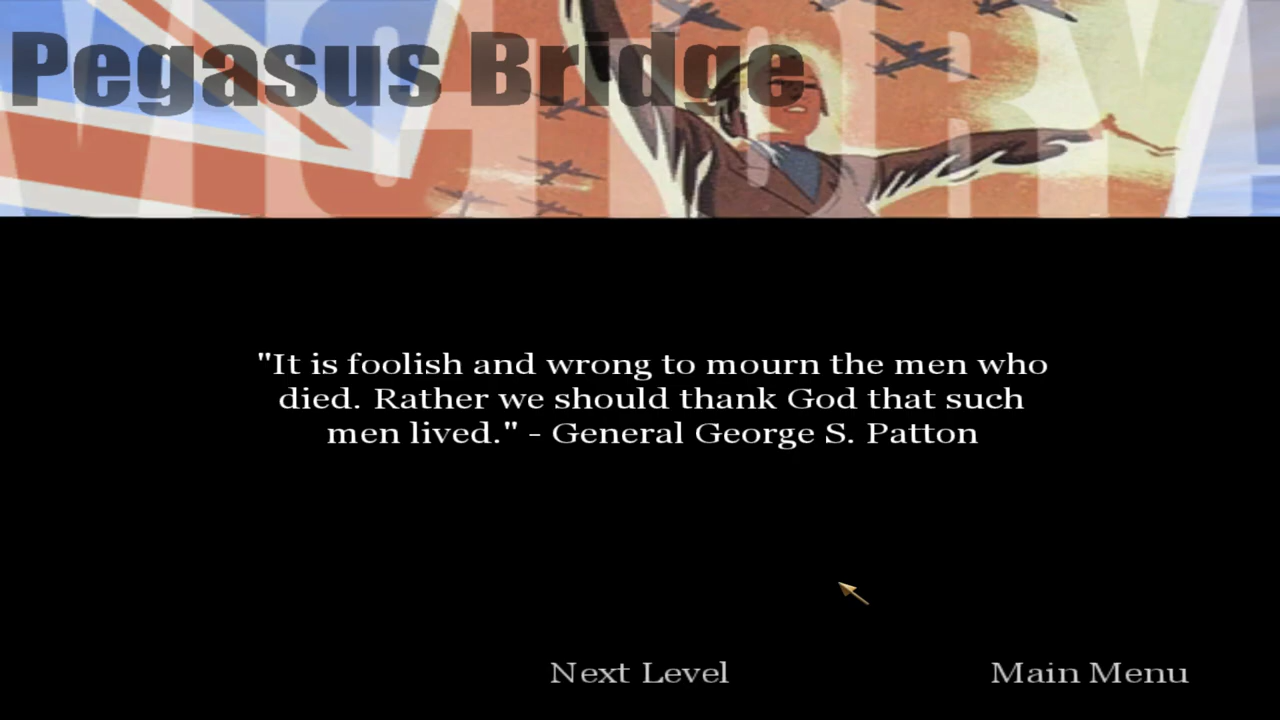 VICTORY
Pegasus Bridge
"It is foolish and wrong to mourn the men who
died. Rather we should thank God that such
men lived." - General George S. Patton
Next Level
Main Menu